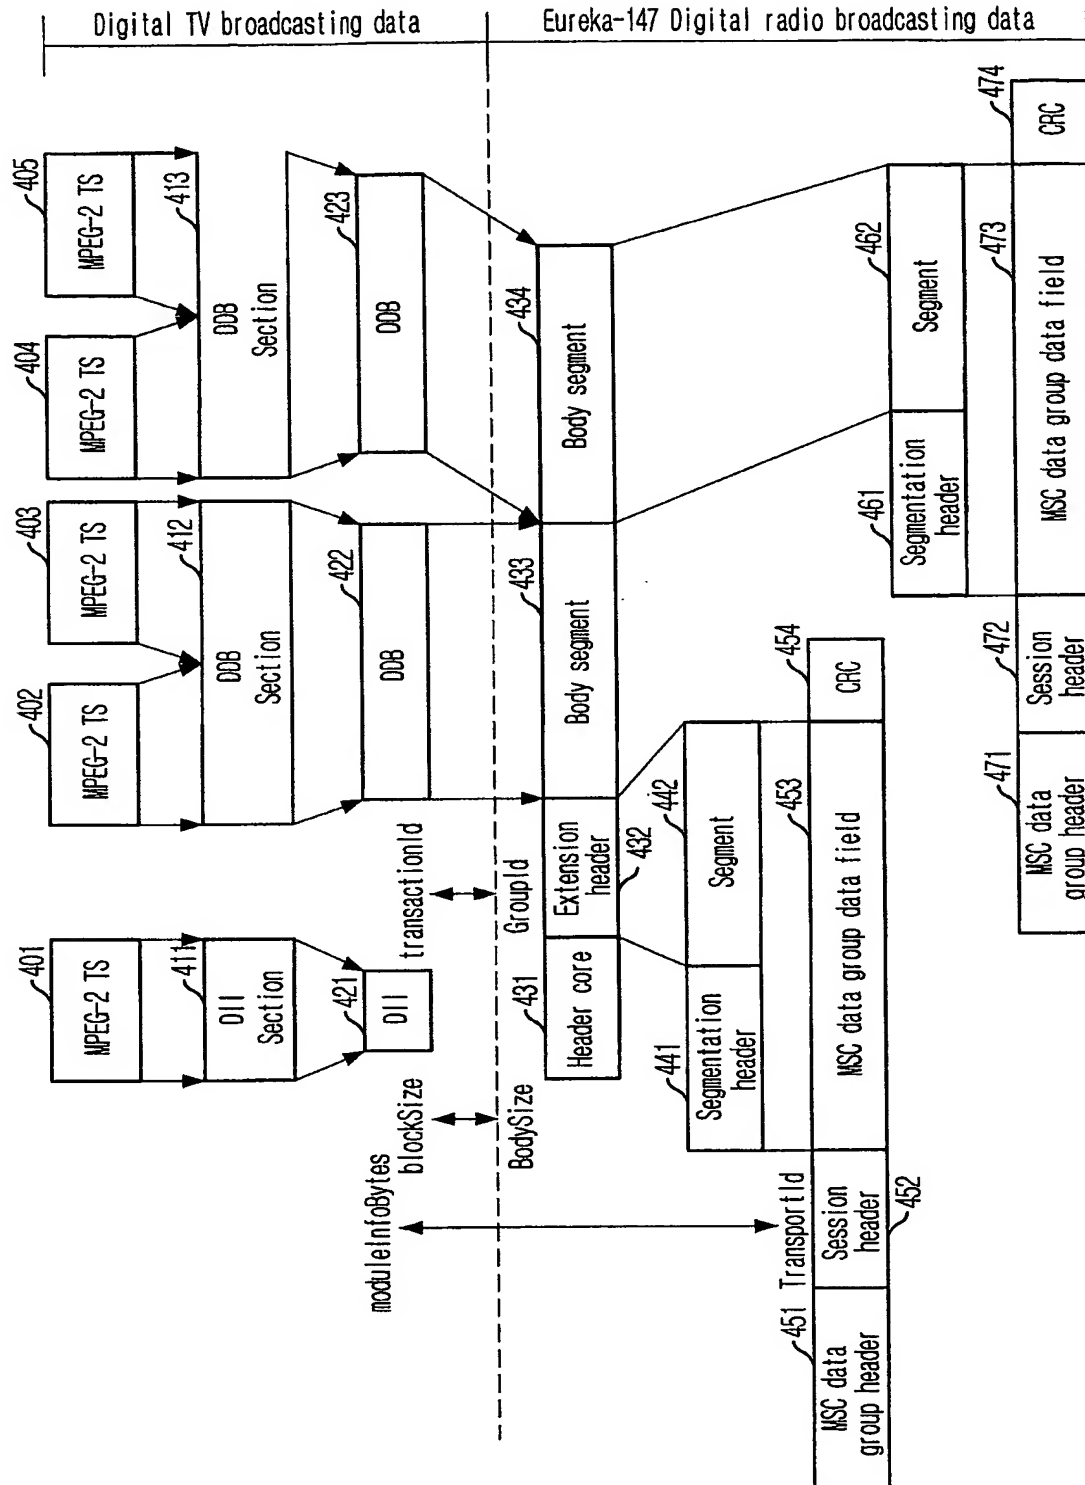 Digital TV broadcasting data
Eureka-147 Digital radio broadcasting data
401
MPEG-2 TS
402
MPEG-2 TS
403
MPEG-2 TS
404
MPEG-2 TS
405
MPEG-2 TS
411
DII
Section
412
DDB
Section
413
DDB
Section
421
DII
422
DDB
423
DDB
moduleInfoBytes
blockSize
transactionId
BodySize
GroupId
431
Header core
Extension
header
432
433
Body segment
434
Body segment
441
Segmentation
header
442
Segment
461
Segmentation
header
462
Segment
451
TransportId
MSC data
group header
Session
header
452
453
MSC data group data field
454
CRC
471
MSC data
group header
472
Session
header
473
MSC data group data field
474
CRC